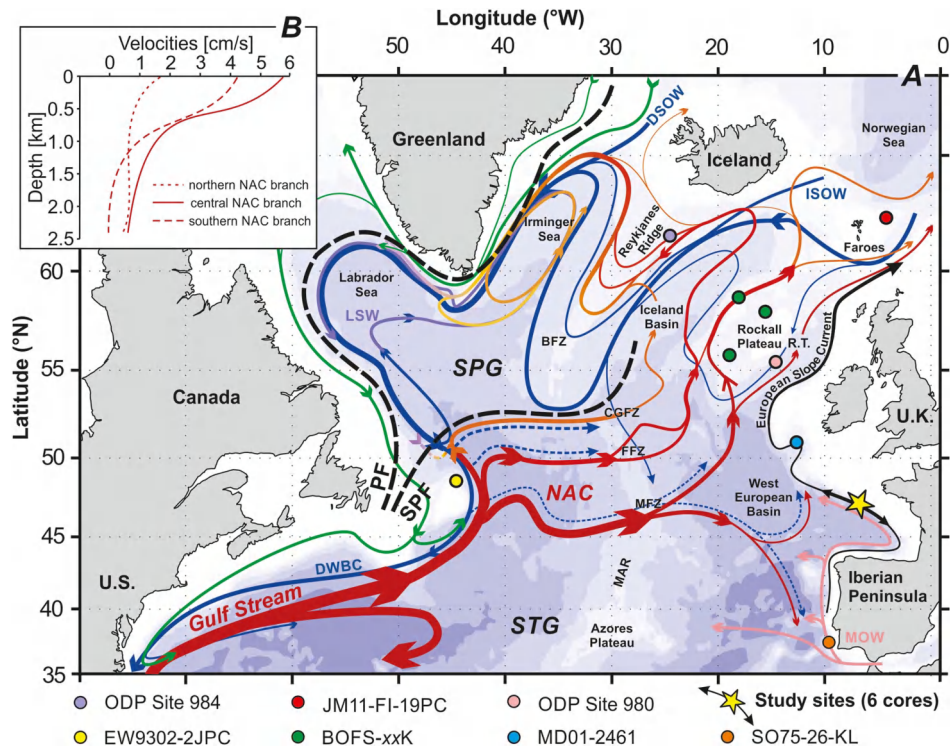 Longitude (°W)
B
Velocities [cm/s]
0 1 2 3 4 5 6
0
0.5
1.0
1.5
2.0
2.5
Depth [km]
northern NAC branch
central NAC branch
southern NAC branch
50 40 30 20 10 0
A
Greenland
DSOW
Iceland
Norwegian
Sea
ISOW
Irminger
Sea
Reykjanes
Ridge
Faroes
60
Labrador
Sea
LSW
Iceland
Basin
Rockall
Plateau
R.T.
BFZ
55
SPG
European Slope Current
Latitude (°N)
Canada
CGFZ
U.K.
50
FFZ
PF
SPF
NAC
MFZ
West
European
Basin
45
DWBC
U.S.
Gulf Stream
MAR
Iberian
Peninsula
40
STG
Azores
Plateau
MOW
35
ODP Site 984
JM11-FI-19PC
ODP Site 980
Study sites (6 cores)
EW9302-2JPC
BOFS-xxK
MD01-2461
SO75-26-KL